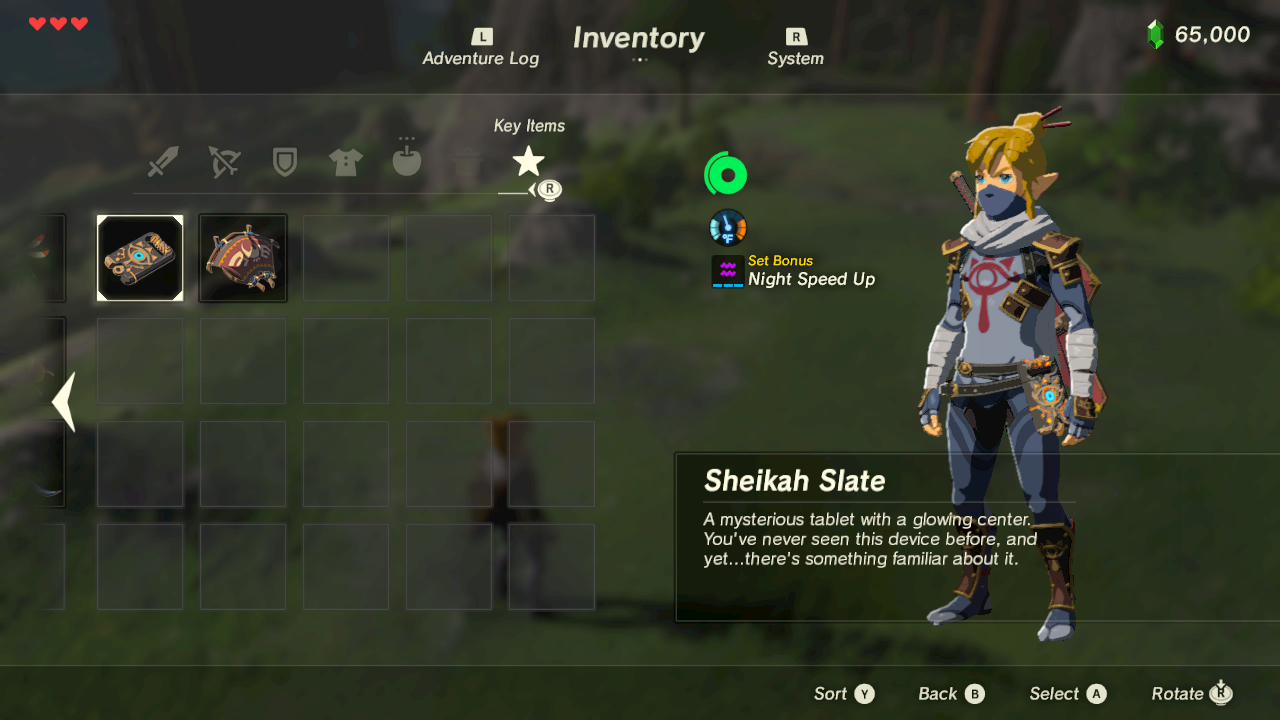 L
Inventory
R
65,000
Adventure Log
System
Key Items
R
°F
Set Bonus
Night Speed Up
Sheikah Slate
A mysterious tablet with a glowing center.
You've never seen this device before, and
yet...there's something familiar about it.
Sort Y
Back B
Select A
Rotate R